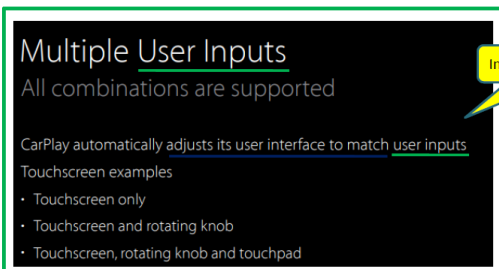 Multiple User Inputs
All combinations are supported
CarPlay automatically adjusts its user interface to match user inputs
Touchscreen examples
• Touchscreen only
• Touchscreen and rotating knob
• Touchscreen, rotating knob and touchpad